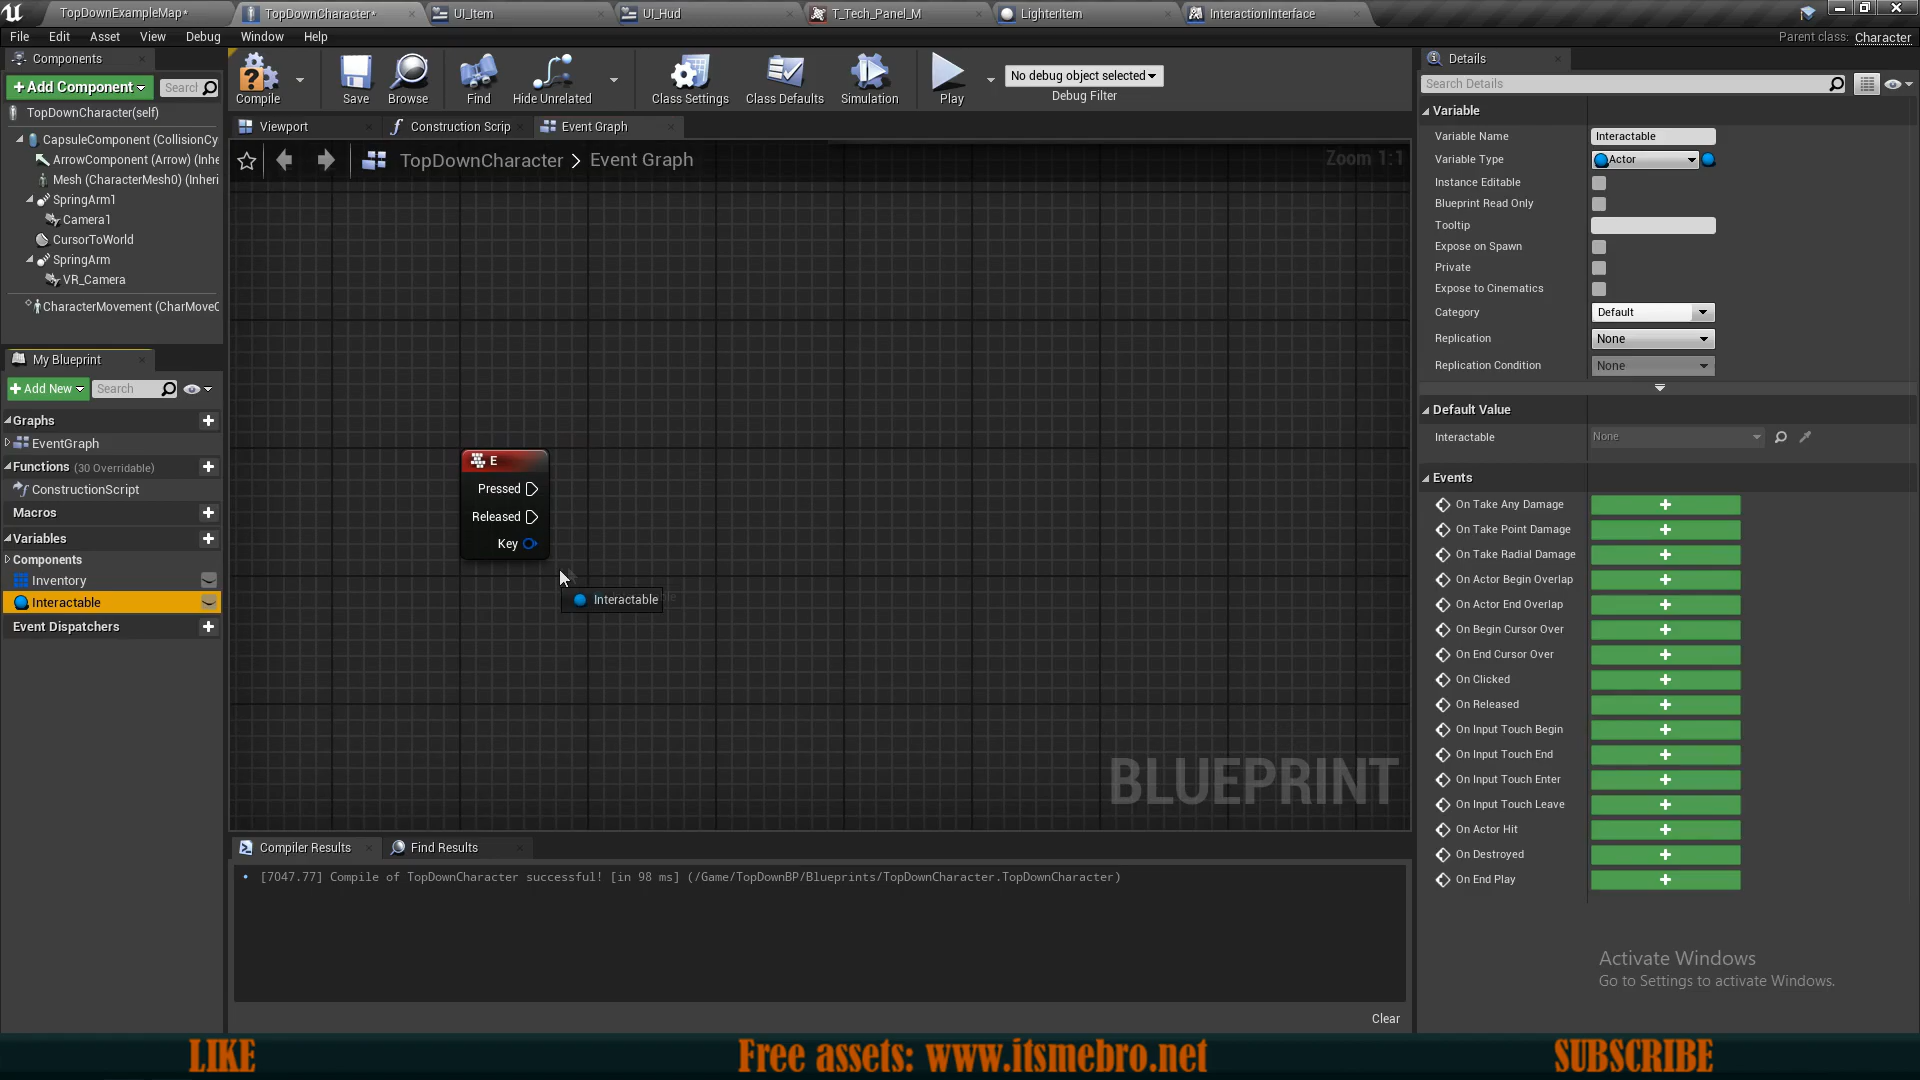 TopDownExampleMap*
TopDownCharacter*
UI_Item
UI_Hud
T_Tech_Panel_M
LighterItem
InteractionInterface
File Edit Asset View Debug Window Help
Parent class: Character
Components
+Add Component
Search
TopDownCharacter(self)
CapsuleComponent (CollisionCy
ArrowComponent (Arrow) (Inhe
Mesh (CharacterMesh0) (Inheri
SpringArm1
Camera1
CursorToWorld
SpringArm
VR_Camera
CharacterMovement (CharMoveC
My Blueprint
+Add New
Search
Graphs
EventGraph
Functions (30 Overridable)
ConstructionScript
Macros
Variables
Components
Inventory
Interactable
Event Dispatchers
Compile
Save
Browse
Find
Hide Unrelated
Class Settings
Class Defaults
Simulation
Play
No debug object selected
Debug Filter
Viewport
Construction Scrip
Event Graph
TopDownCharacter > Event Graph
Zoom 1:1
E
Pressed
Released
Key
Interactable
BLUEPRINT
Compiler Results
Find Results
[7047.77] Compile of TopDownCharacter successful! [in 98 ms] (/Game/TopDownBP/Blueprints/TopDownCharacter.TopDownCharacter)
Clear
Details
Search Details
Variable
Variable Name Interactable
Variable Type Actor
Instance Editable
Blueprint Read Only
Tooltip
Expose on Spawn
Private
Expose to Cinematics
Category Default
Replication None
Replication Condition None
Default Value
Interactable None
Events
On Take Any Damage
On Take Point Damage
On Take Radial Damage
On Actor Begin Overlap
On Actor End Overlap
On Begin Cursor Over
On End Cursor Over
On Clicked
On Released
On Input Touch Begin
On Input Touch End
On Input Touch Enter
On Input Touch Leave
On Actor Hit
On Destroyed
On End Play
Activate Windows
Go to Settings to activate Windows.
LIKE
Free assets: www.itsmebro.net
SUBSCRIBE